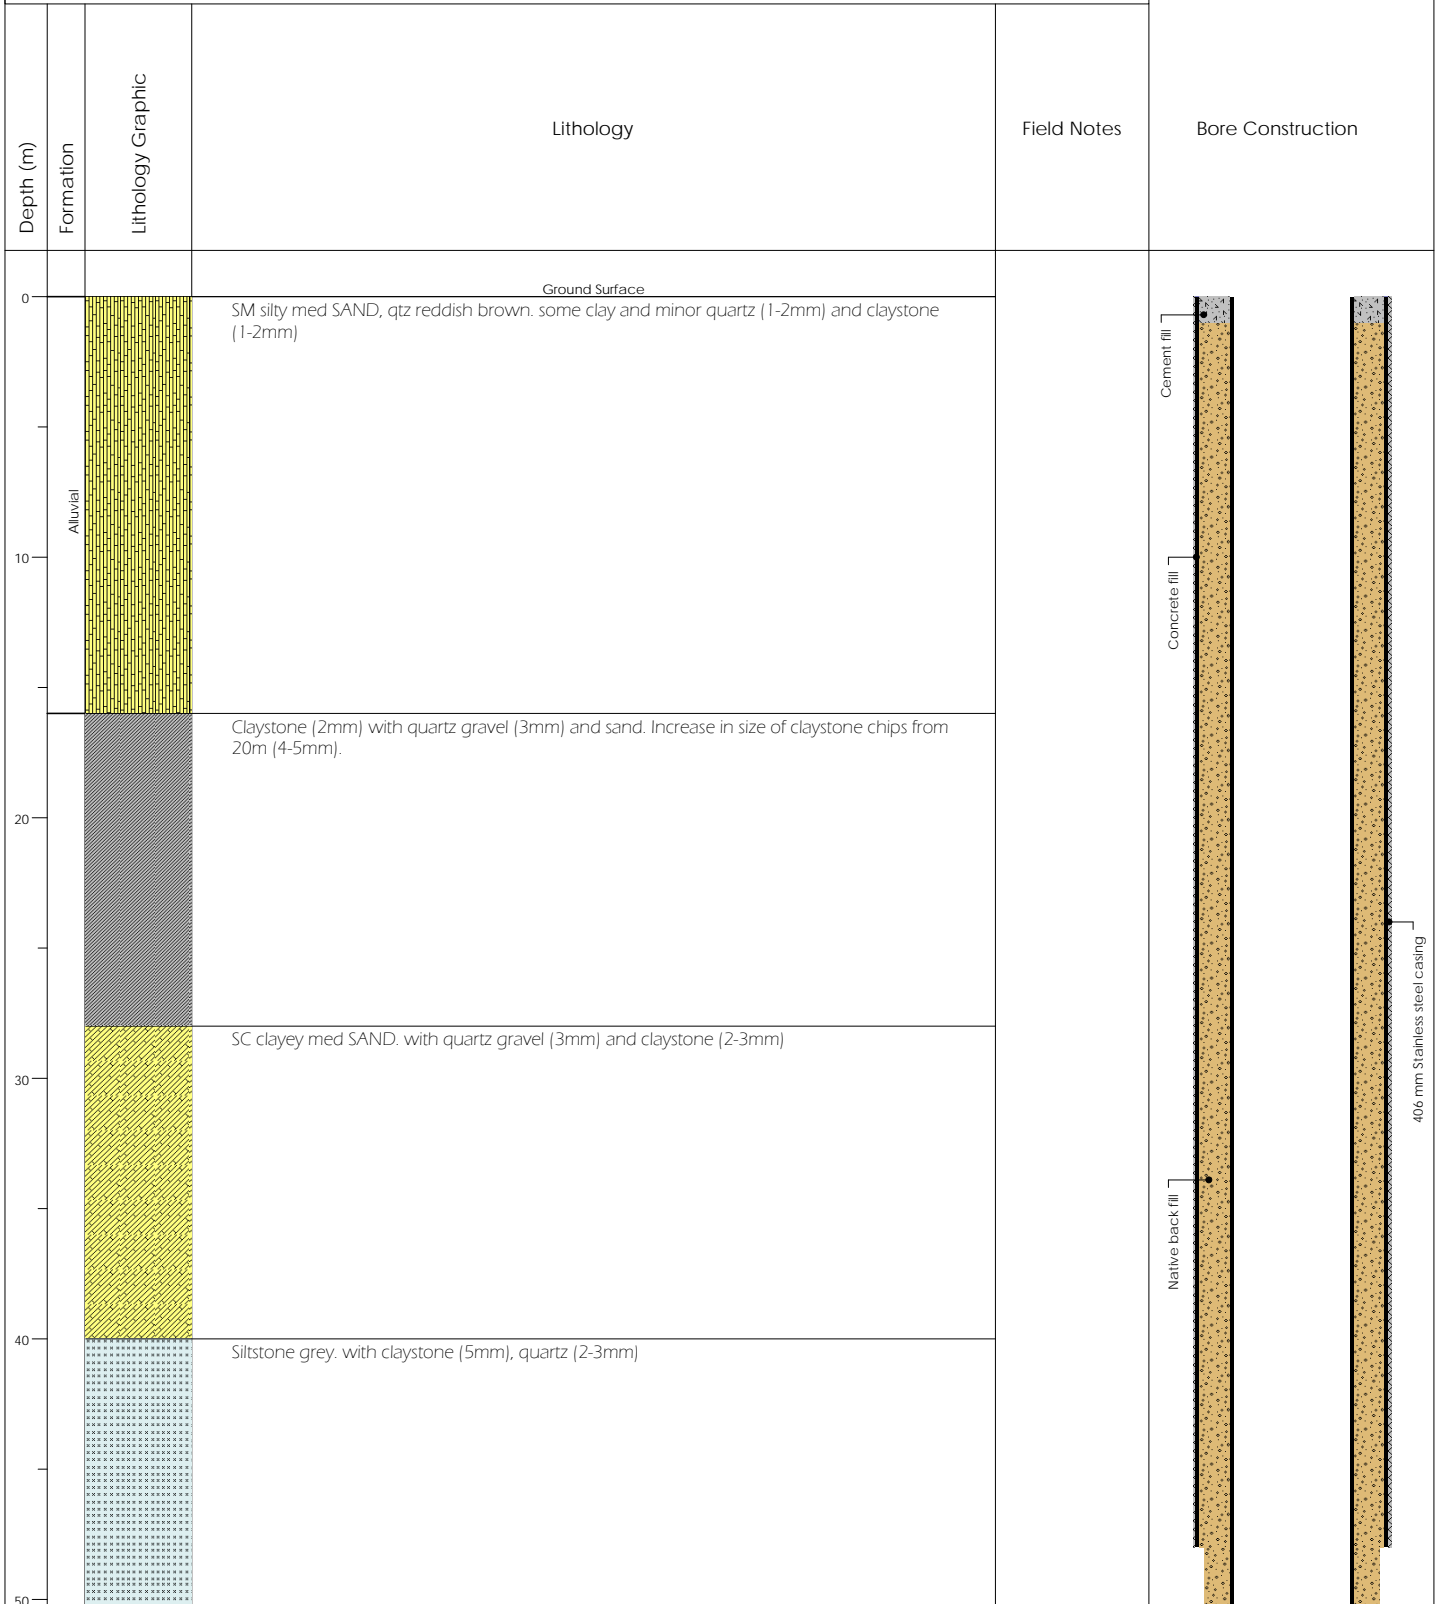 Depth (m)
Formation
Lithology Graphic
Lithology
Field Notes
Bore Construction
Ground Surface
0
SM silty med SAND, qtz reddish brown. some clay and minor quartz (1-2mm) and claystone
(1-2mm)
Cement fill
Alluvial
10
Concrete fill
Claystone (2mm) with quartz gravel (3mm) and sand. Increase in size of claystone chips from
20m (4-5mm).
20
406 mm Stainless steel casing
SC clayey med SAND. with quartz gravel (3mm) and claystone (2-3mm)
30
Native back fill
40
Siltstone grey. with claystone (5mm), quartz (2-3mm)
50